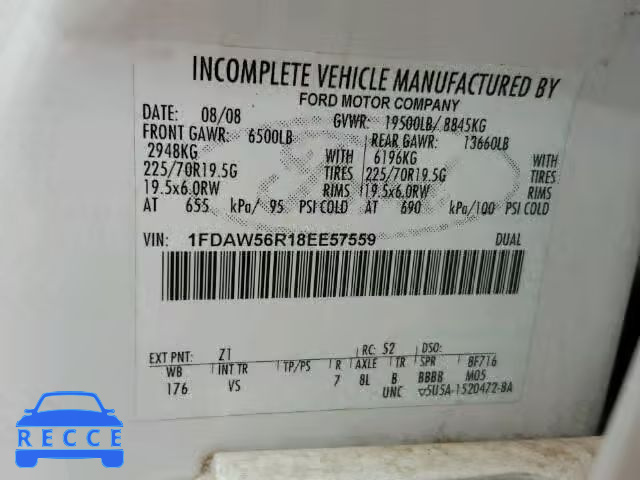 INCOMPLETE VEHICLE MANUFACTURED BY
FORD MOTOR COMPANY
DATE: 08/08 GVWR: 19500LB/ 8845KG
FRONT GAWR: 6500LB REAR GAWR: 13660LB
2948KG WITH 6196KG WITH
225/70R19.5G TIRES 225/70R19.5G TIRES
19.5x6.0RW RIMS 19.5x6.0RW RIMS
AT 655 kPa/ 95 PSI COLD AT 690 kPa/100 PSI COLD
VIN: 1FDAW56R18EE57559 DUAL
EXT PNT: Z1 RC: 52 DSO:
WB INT TR TP/PS R AXLE TR SPR 8F716
176 VS 7 8L B BBBB M05
UNC 5U5A-1520472-BA
RECCE